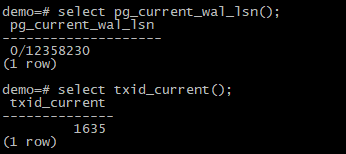 demo=# select pg_current_wal_lsn();
 pg_current_wal_lsn
--------------------
 0/12358230
(1 row)

demo=# select txid_current();
 txid_current
--------------
         1635
(1 row)